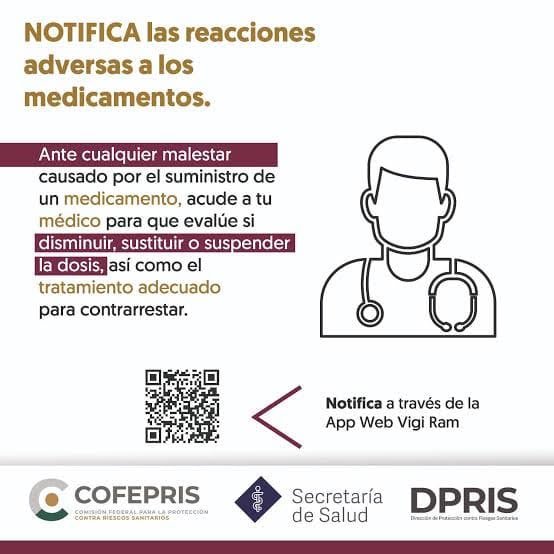 NOTIFICA las reacciones
adversas a los
medicamentos.
Ante cualquier malestar
causado por el suministro de
un medicamento, acude a tu
médico para que evalúe si
disminuir, sustituir o suspender
la dosis, así como el
tratamiento adecuado
para contrarrestar.
Notifica a través de la
App Web Vigi Ram
COFEPRIS
COMISIÓN FEDERAL PARA LA PROTECCIÓN
CONTRA RIESGOS SANITARIOS
Secretaría
de Salud
DPRIS
Dirección de Protección contra Riesgos Sanitarios